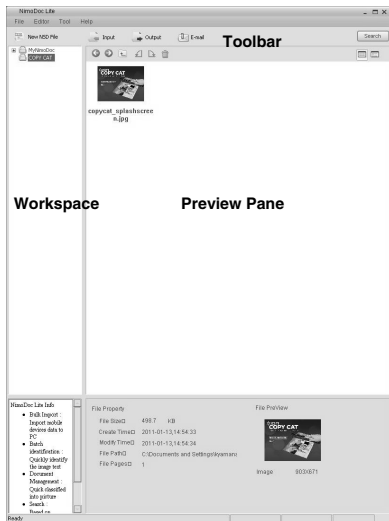 NimsDoc Lite
File Editor Tool Help
New NSD File Input Output E-mail Toolbar Search
MyNimsDoc
COPY CAT
COPY CAT
copycat_splashscree
n.jpg
Workspace Preview Pane
NimsDoc Lite Info
Bulk Import :
Import mobile
devices data to
PC
Batch
identification :
Quickly identify
the image text
Document
Management :
Quick classified
into picture
Search :
Based on
File Property
File Size 498.7 KB
Create Time 2011-01-13,14:54:33
Modify Time 2011-01-13,14:54:34
File Path C:\Documents and Settings\kyamaru
File Pages 1
File Preview
COPY CAT
Image 903X671
Ready